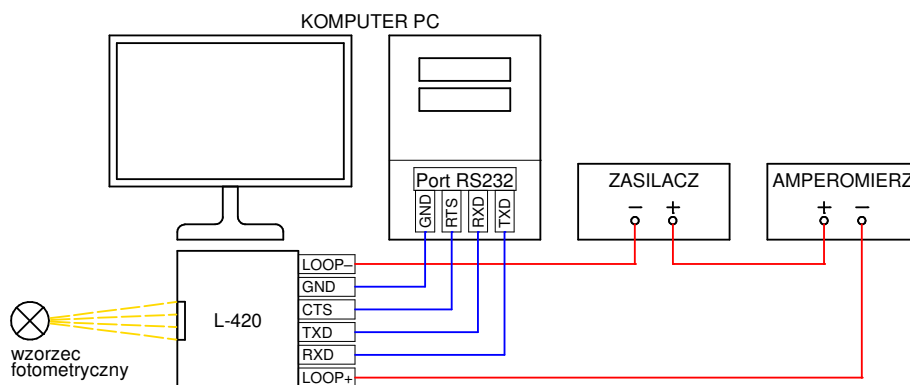 KOMPUTER PC
Port RS232
GND
RTS
RXD
TXD
ZASILACZ
− +
AMPEROMIERZ
+ −
LOOP−
GND
CTS
TXD
RXD
LOOP+
L-420
wzorzec
fotometryczny